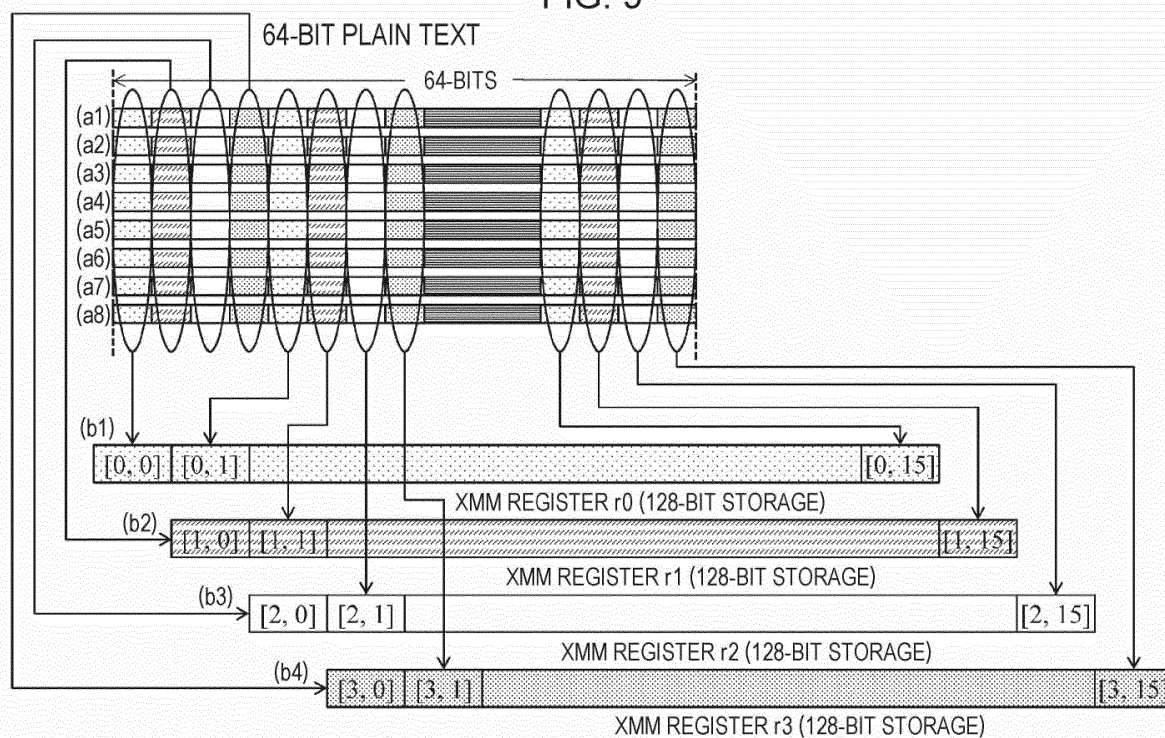 FIG. 9
64-BIT PLAIN TEXT
64-BITS
(a1)
(a2)
(a3)
(a4)
(a5)
(a6)
(a7)
(a8)
(b1)
[0, 0] [0, 1] [0, 15]
XMM REGISTER r0 (128-BIT STORAGE)
(b2)
[1, 0] [1, 1] [1, 15]
XMM REGISTER r1 (128-BIT STORAGE)
(b3)
[2, 0] [2, 1] [2, 15]
XMM REGISTER r2 (128-BIT STORAGE)
(b4)
[3, 0] [3, 1] [3, 15]
XMM REGISTER r3 (128-BIT STORAGE)